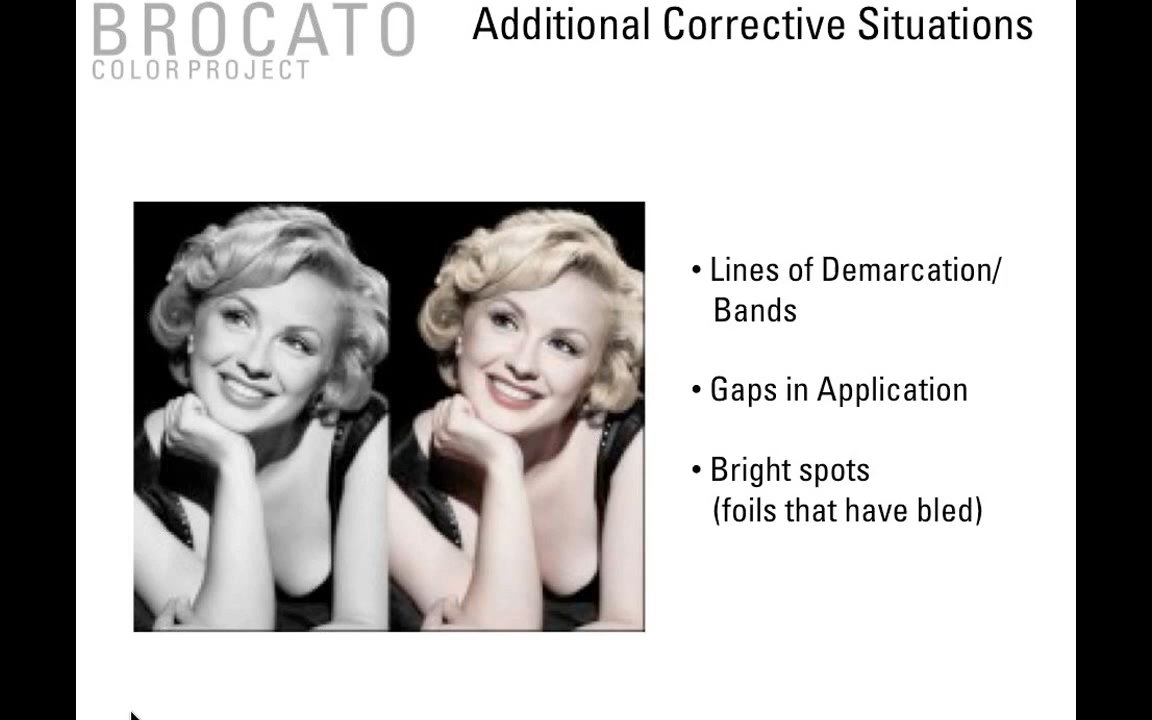 BROCATO
COLOR PROJECT
Additional Corrective Situations
• Lines of Demarcation/
Bands
• Gaps in Application
• Bright spots
(foils that have bled)